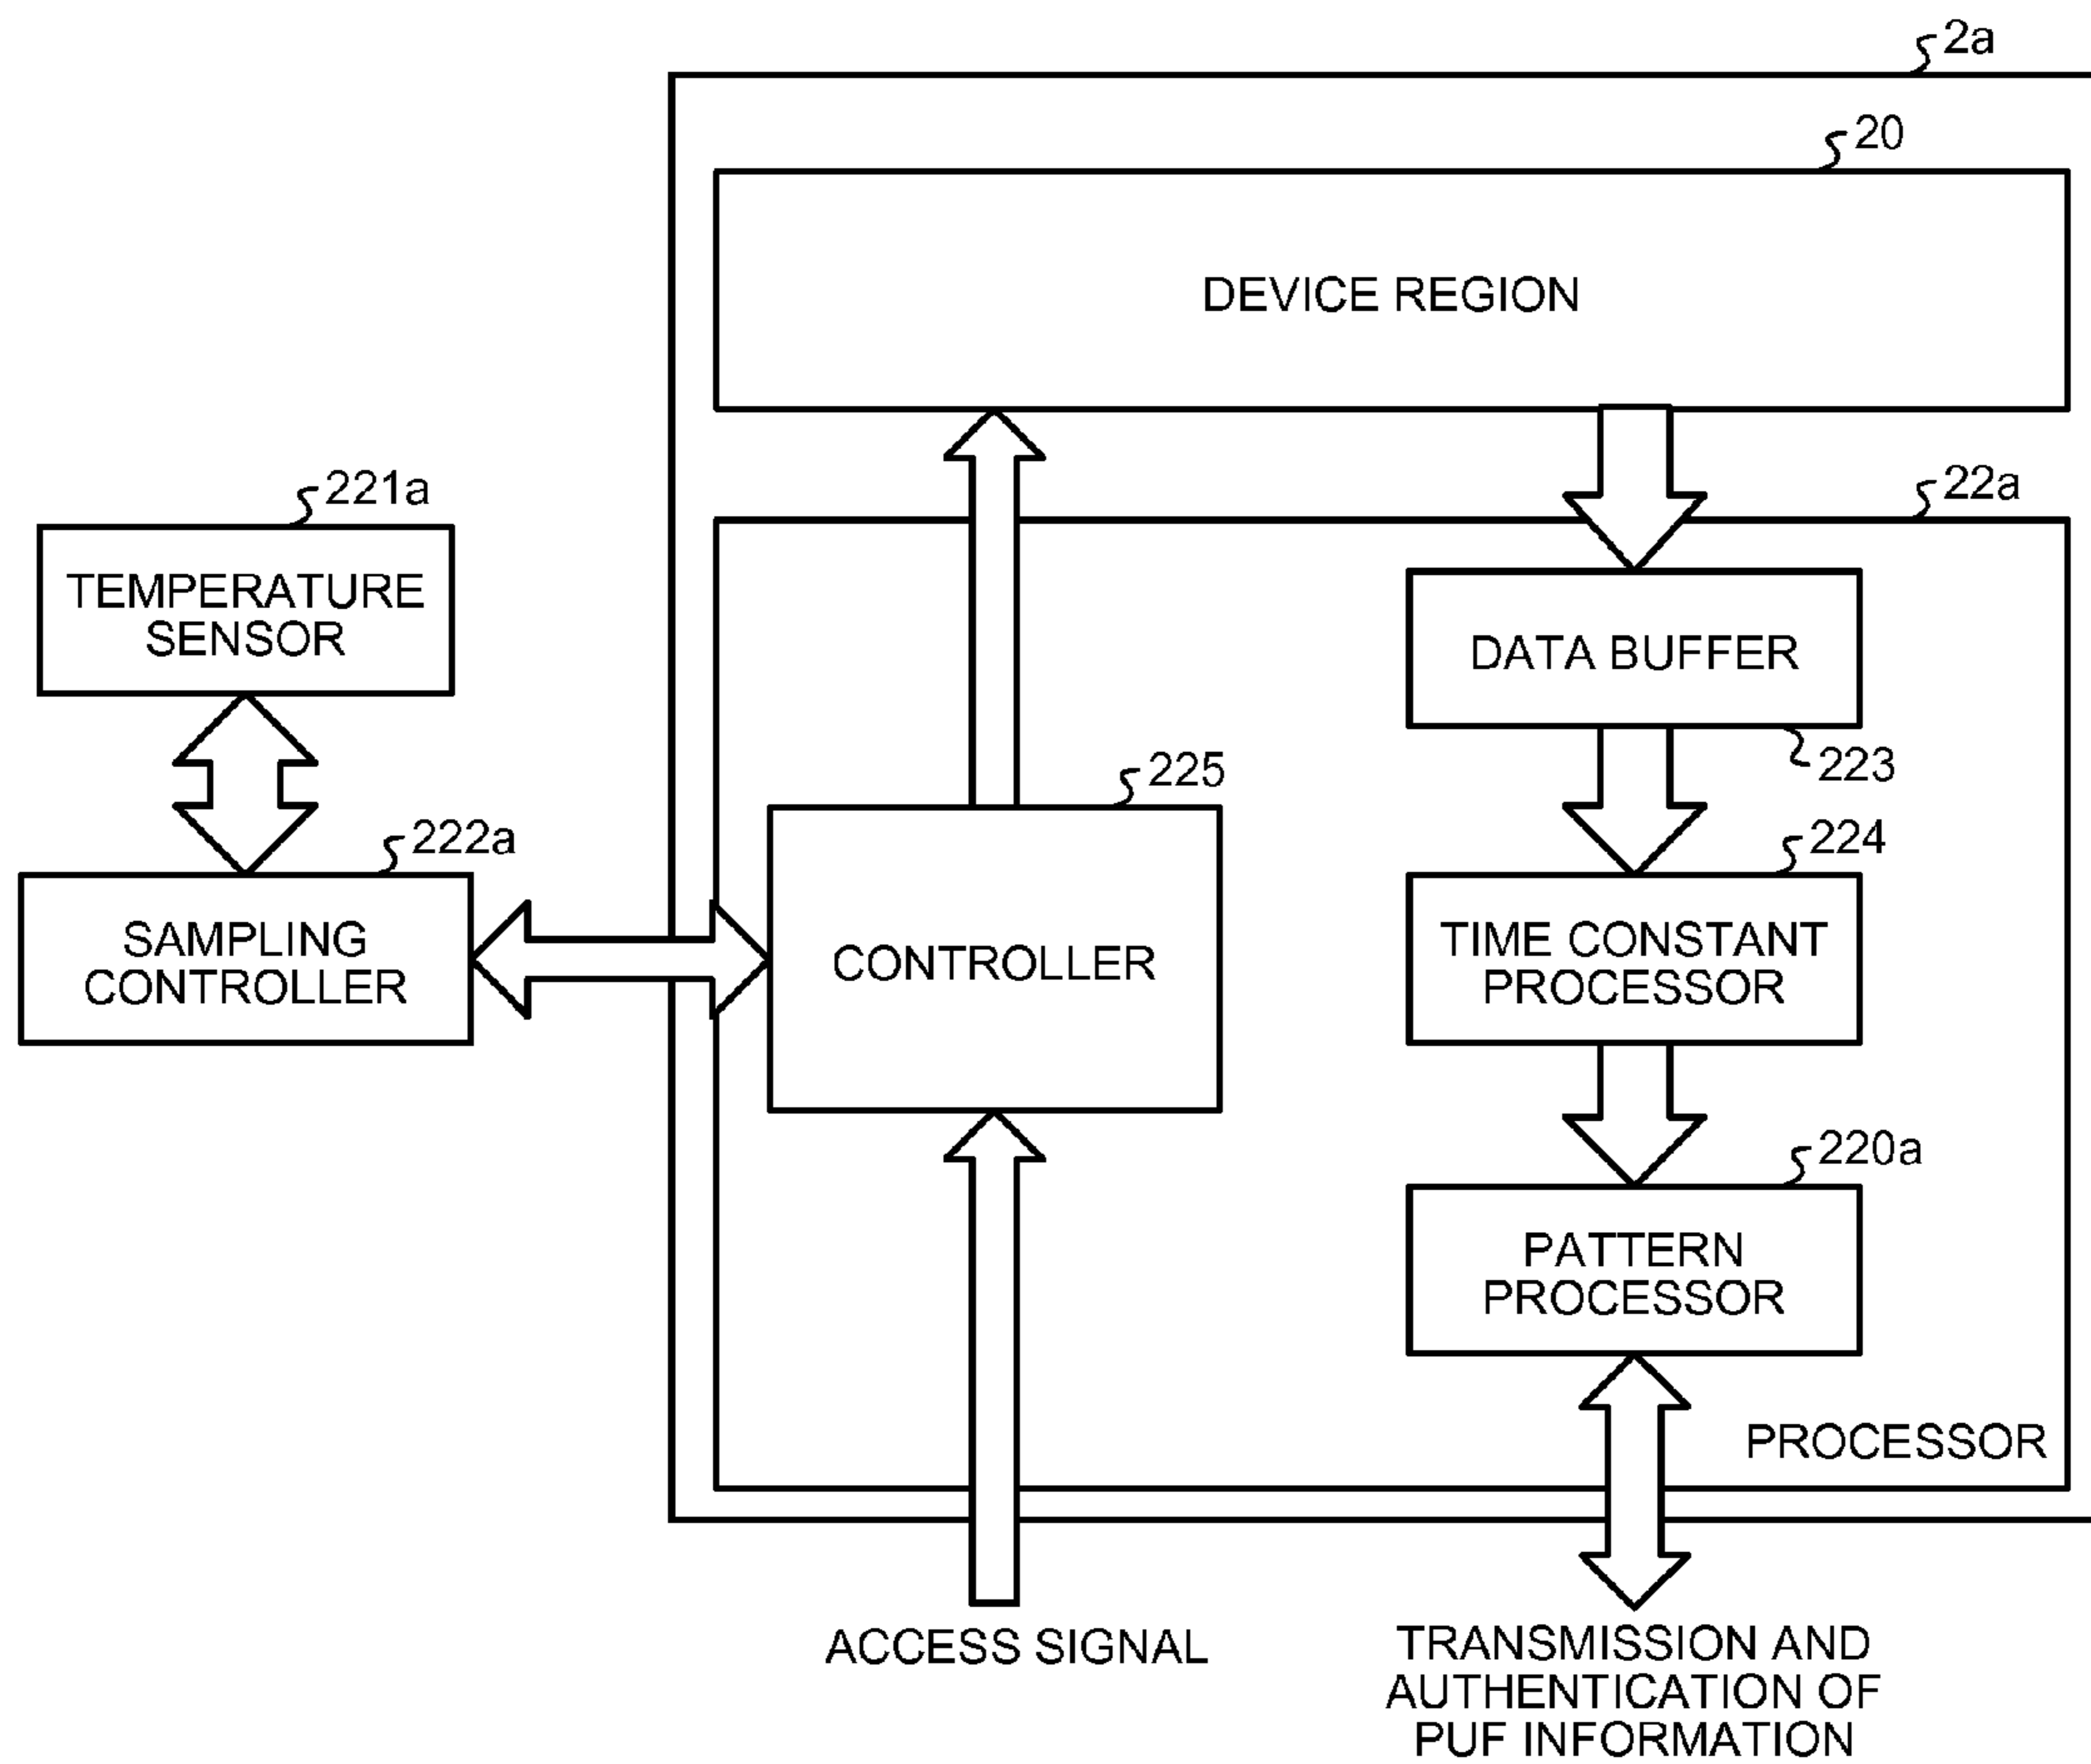 2a
20
DEVICE REGION
22a
221a
TEMPERATURE
SENSOR
DATA BUFFER
223
225
222a
224
SAMPLING
CONTROLLER
CONTROLLER
TIME CONSTANT
PROCESSOR
220a
PATTERN
PROCESSOR
PROCESSOR
ACCESS SIGNAL
TRANSMISSION AND
AUTHENTICATION OF
PUF INFORMATION